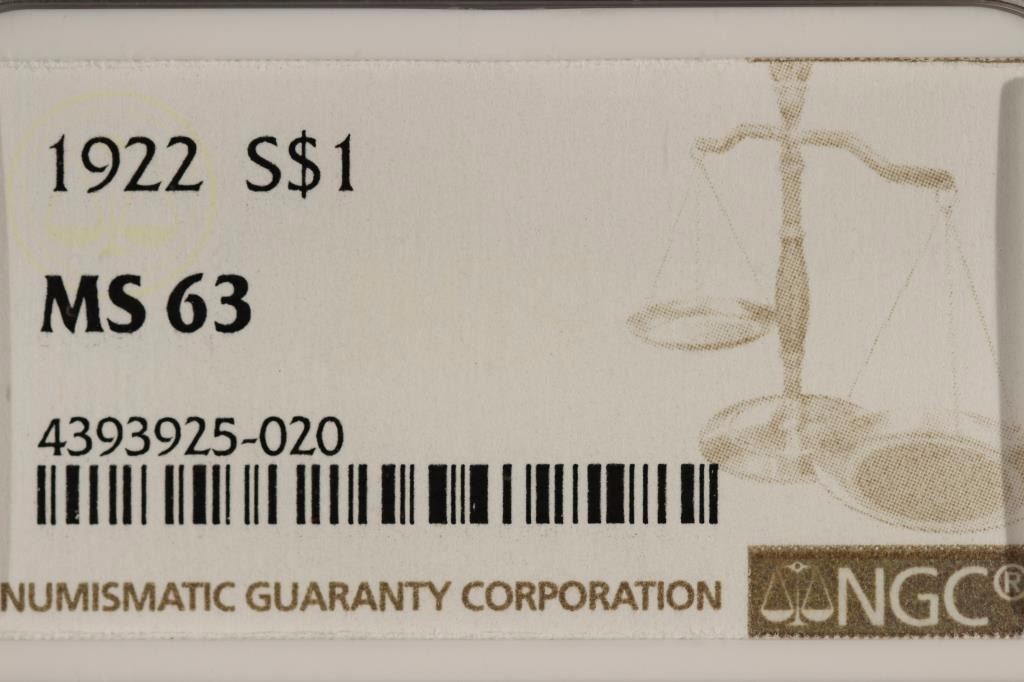 1922 S$1
MS 63
4393925-020
NUMISMATIC GUARANTY CORPORATION
NGC®